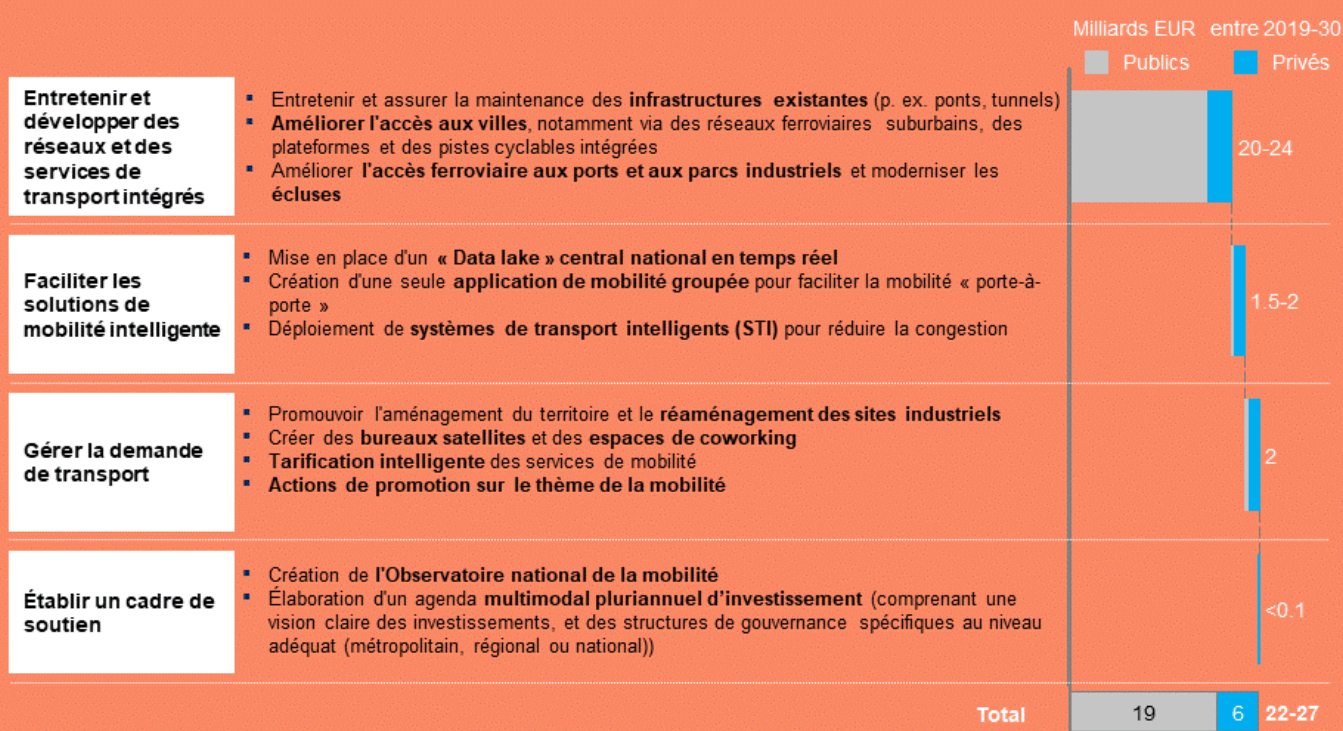 Milliards EUR entre 2019-30
Publics Privés
Entretenir et
développer des
réseaux et des
services de
transport intégrés
Entretenir et assurer la maintenance des infrastructures existantes (p. ex. ponts, tunnels)
Améliorer l'accès aux villes, notamment via des réseaux ferroviaires suburbains, des
plateformes et des pistes cyclables intégrées
Améliorer l'accès ferroviaire aux ports et aux parcs industriels et moderniser les
écluses
20-24
Faciliter les
solutions de
mobilité intelligente
Mise en place d'un « Data lake » central national en temps réel
Création d'une seule application de mobilité groupée pour faciliter la mobilité « porte-à-
porte »
Déploiement de systèmes de transport intelligents (STI) pour réduire la congestion
1.5-2
Gérer la demande
de transport
Promouvoir l'aménagement du territoire et le réaménagement des sites industriels
Créer des bureaux satellites et des espaces de coworking
Tarification intelligente des services de mobilité
Actions de promotion sur le thème de la mobilité
2
Établir un cadre de
soutien
Création de l'Observatoire national de la mobilité
Élaboration d'un agenda multimodal pluriannuel d’investissement (comprenant une
vision claire des investissements, et des structures de gouvernance spécifiques au niveau
adéquat (métropolitain, régional ou national))
<0.1
Total 19 6 22-27